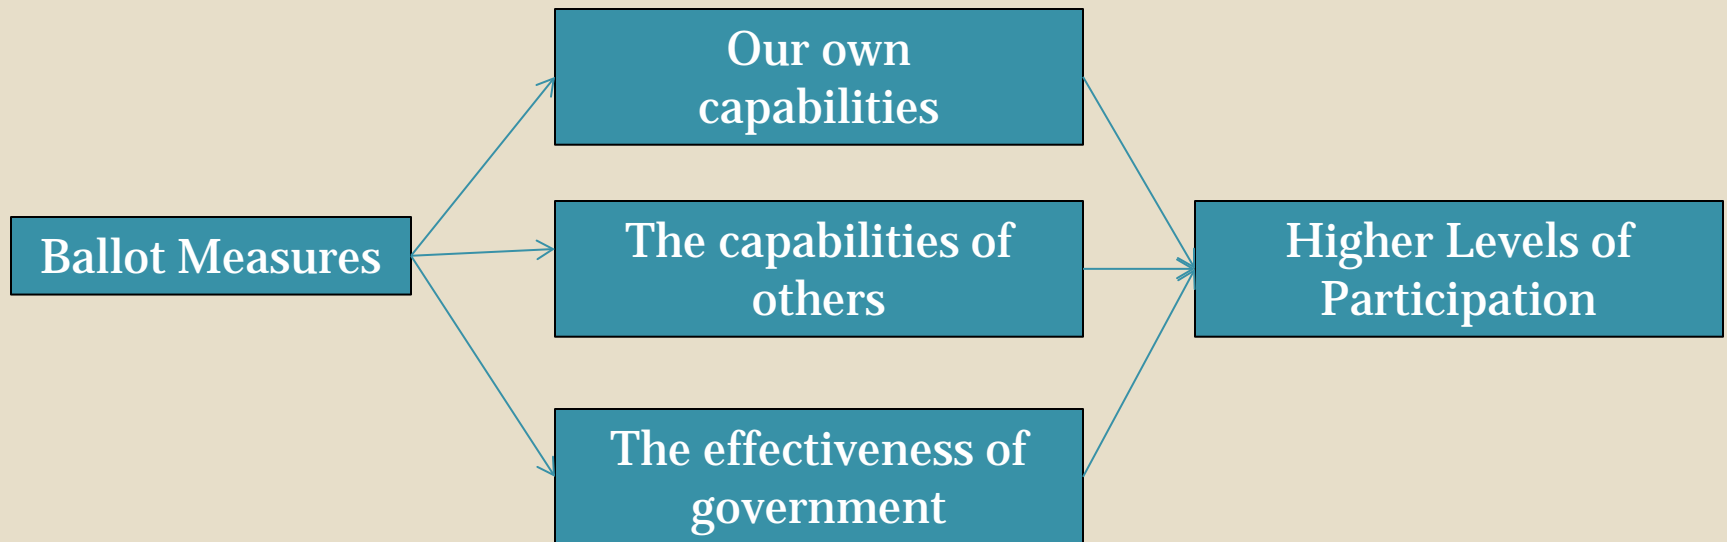 Our own
capabilities
Ballot Measures
The capabilities of
others
Higher Levels of
Participation
The effectiveness of
government